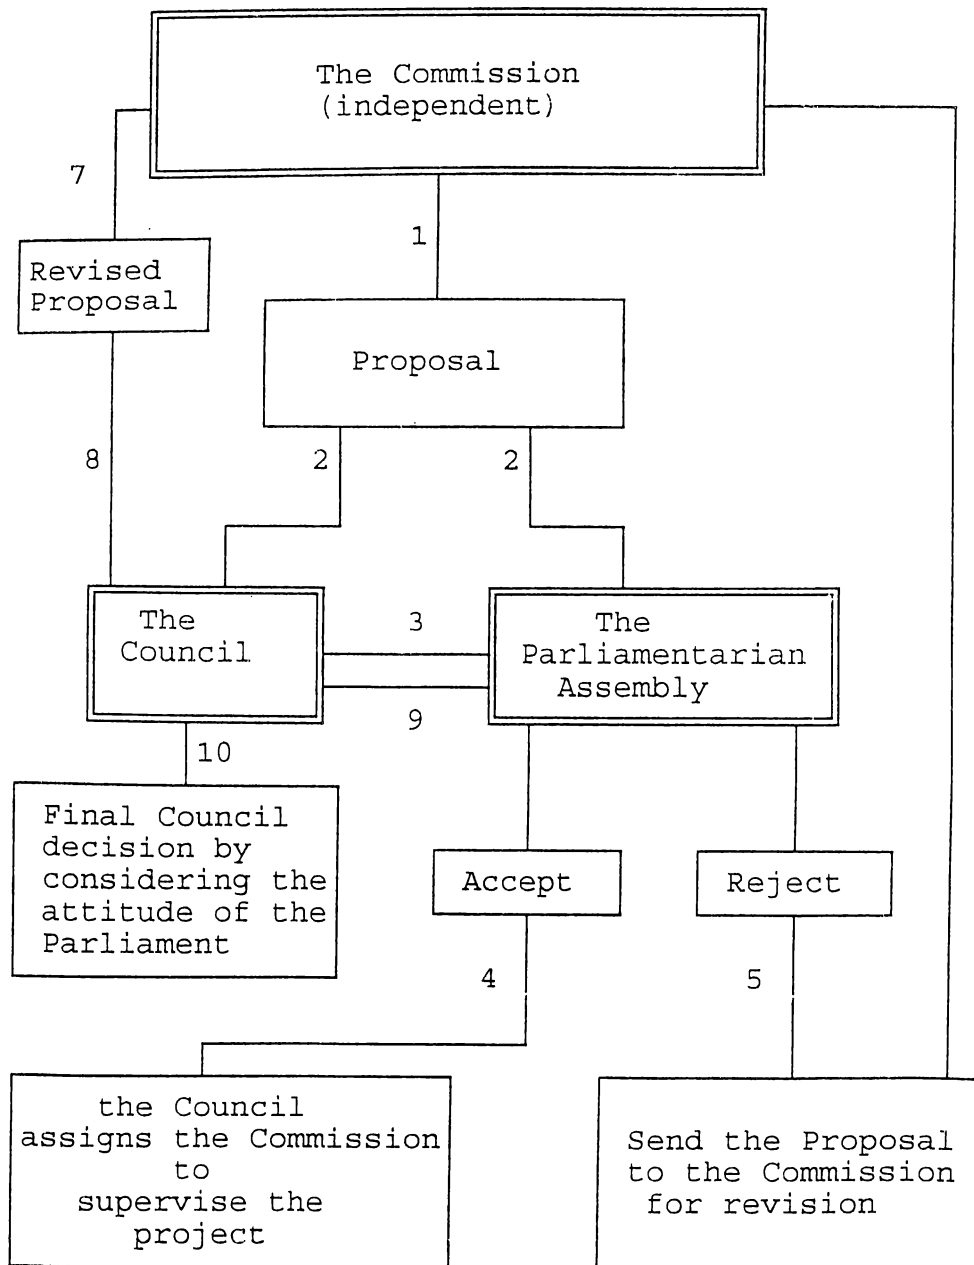 The Commission
(independent)
7
1
Revised
Proposal
Proposal
8
2
2
The
Council
3
The
Parliamentarian
Assembly
9
10
Final Council
decision by
considering the
attitude of the
Parliament
Accept
Reject
4
5
the Council
assigns the Commission
to
supervise the
project
Send the Proposal
to the Commission
for revision